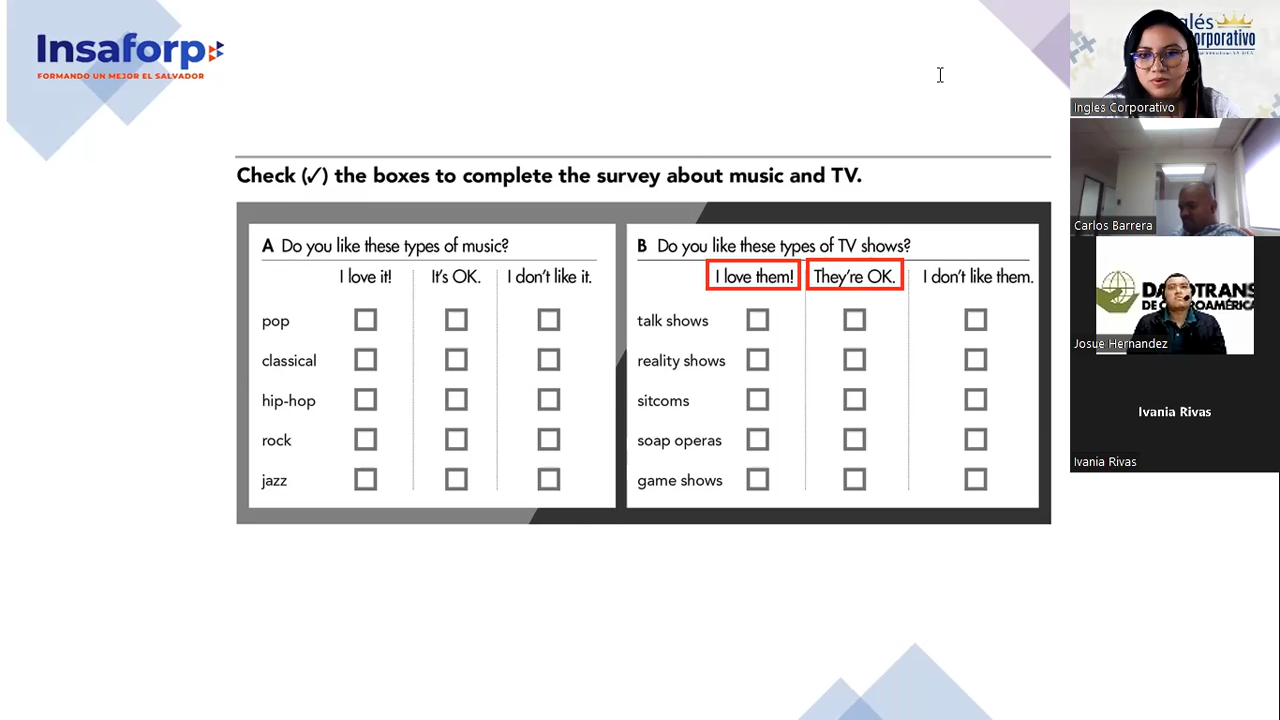 Insaforp
FORMANDO UN MEJOR EL SALVADOR
Check (✓) the boxes to complete the survey about music and TV.
A Do you like these types of music?
I love it! It's OK. I don't like it.
pop
classical
hip-hop
rock
jazz
B Do you like these types of TV shows?
I love them! They're OK. I don't like them.
talk shows
reality shows
sitcoms
soap operas
game shows
Ingles Corporativo
Carlos Barrera
DE CENTROAMÉRICA
Josue Hernandez
Ivania Rivas
Ivania Rivas